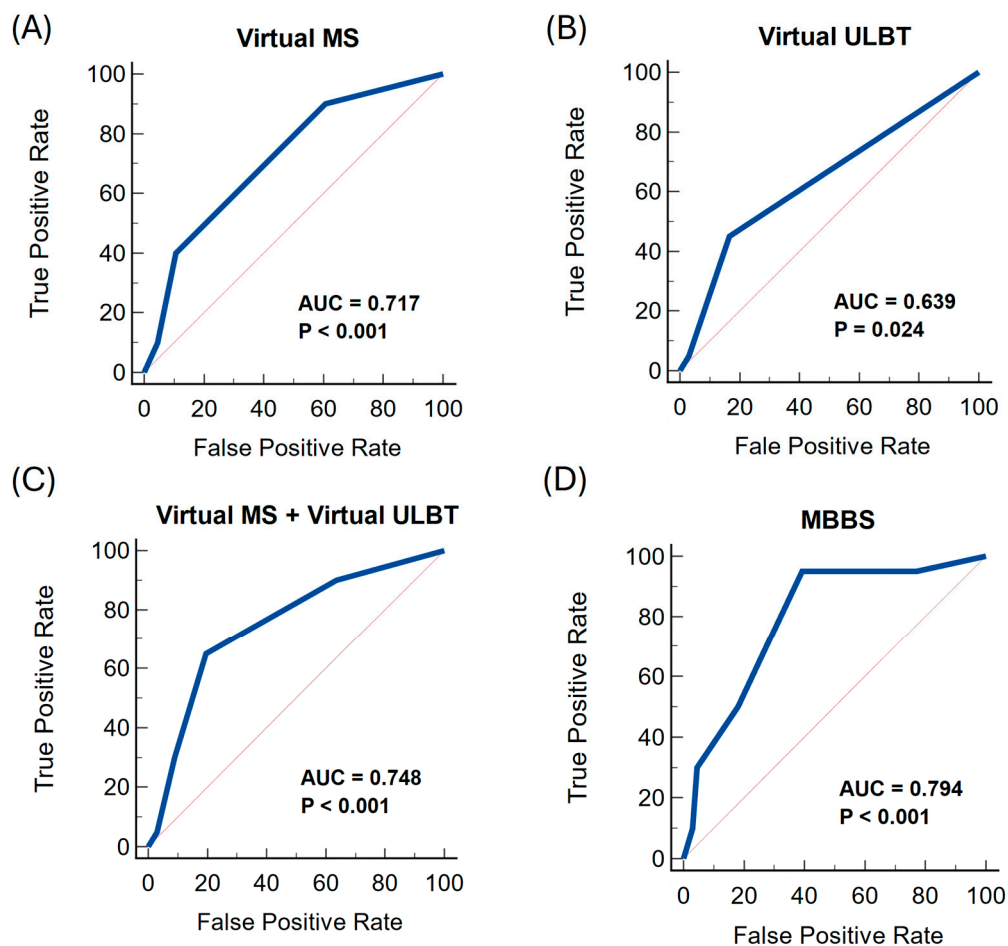 (A)
Virtual MS
True Positive Rate
100
80
60
40
20
0
AUC = 0.717
P < 0.001
0 20 40 60 80 100
False Positive Rate
(B)
Virtual ULBT
True Positive Rate
100
80
60
40
20
0
AUC = 0.639
P = 0.024
0 20 40 60 80 100
Fale Positive Rate
(C)
Virtual MS + Virtual ULBT
True Positive Rate
100
80
60
40
20
0
AUC = 0.748
P < 0.001
0 20 40 60 80 100
False Positive Rate
(D)
MBBS
True Positive Rate
100
80
60
40
20
0
AUC = 0.794
P < 0.001
0 20 40 60 80 100
False Positive Rate